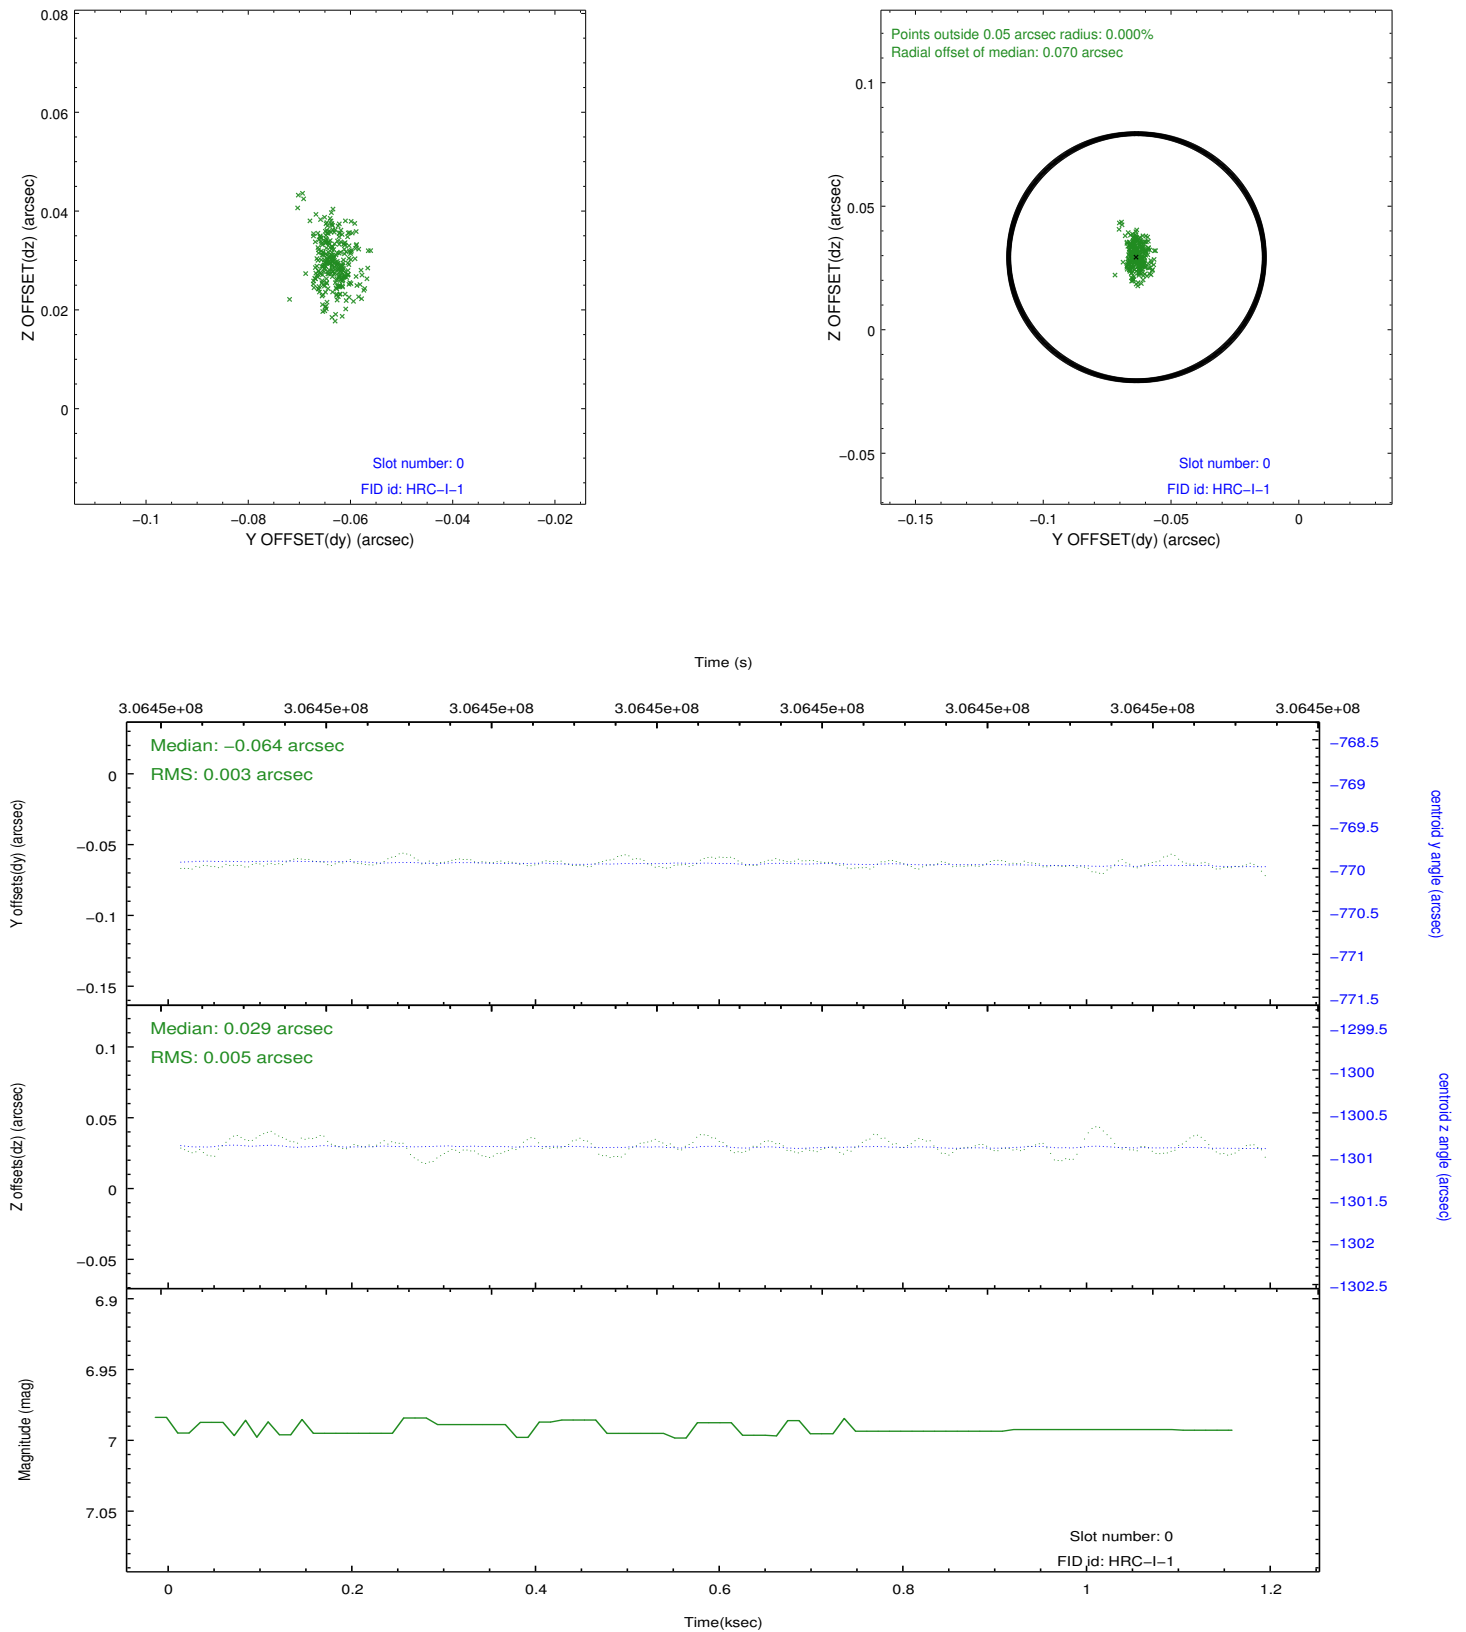 0.08
0.06
0.04
0.02
0
Z OFFSET(dz) (arcsec)
Slot number: 0
FID id: HRC−I−1
−0.1 −0.08 −0.06 −0.04 −0.02
Y OFFSET(dy) (arcsec)
Points outside 0.05 arcsec radius: 0.000%
Radial offset of median: 0.070 arcsec
0.1
0.05
0
−0.05
Z OFFSET(dz) (arcsec)
Slot number: 0
FID id: HRC−I−1
−0.15 −0.1 −0.05 0
Y OFFSET(dy) (arcsec)
Time (s)
3.0645e+08 3.0645e+08 3.0645e+08 3.0645e+08 3.0645e+08 3.0645e+08 3.0645e+08 3.0645e+08
Median: −0.064 arcsec
RMS: 0.003 arcsec
0
−0.05
−0.1
−0.15
Y offsets(dy) (arcsec)
−768.5
−769
−769.5
−770
−770.5
−771
−771.5
centroid y angle (arcsec)
Median: 0.029 arcsec
RMS: 0.005 arcsec
0.1
0.05
0
−0.05
Z offsets(dz) (arcsec)
−1299.5
−1300
−1300.5
−1301
−1301.5
−1302
−1302.5
centroid z angle (arcsec)
6.9
6.95
7
7.05
Magnitude (mag)
Slot number: 0
FID id: HRC−I−1
0 0.2 0.4 0.6 0.8 1 1.2
Time(ksec)